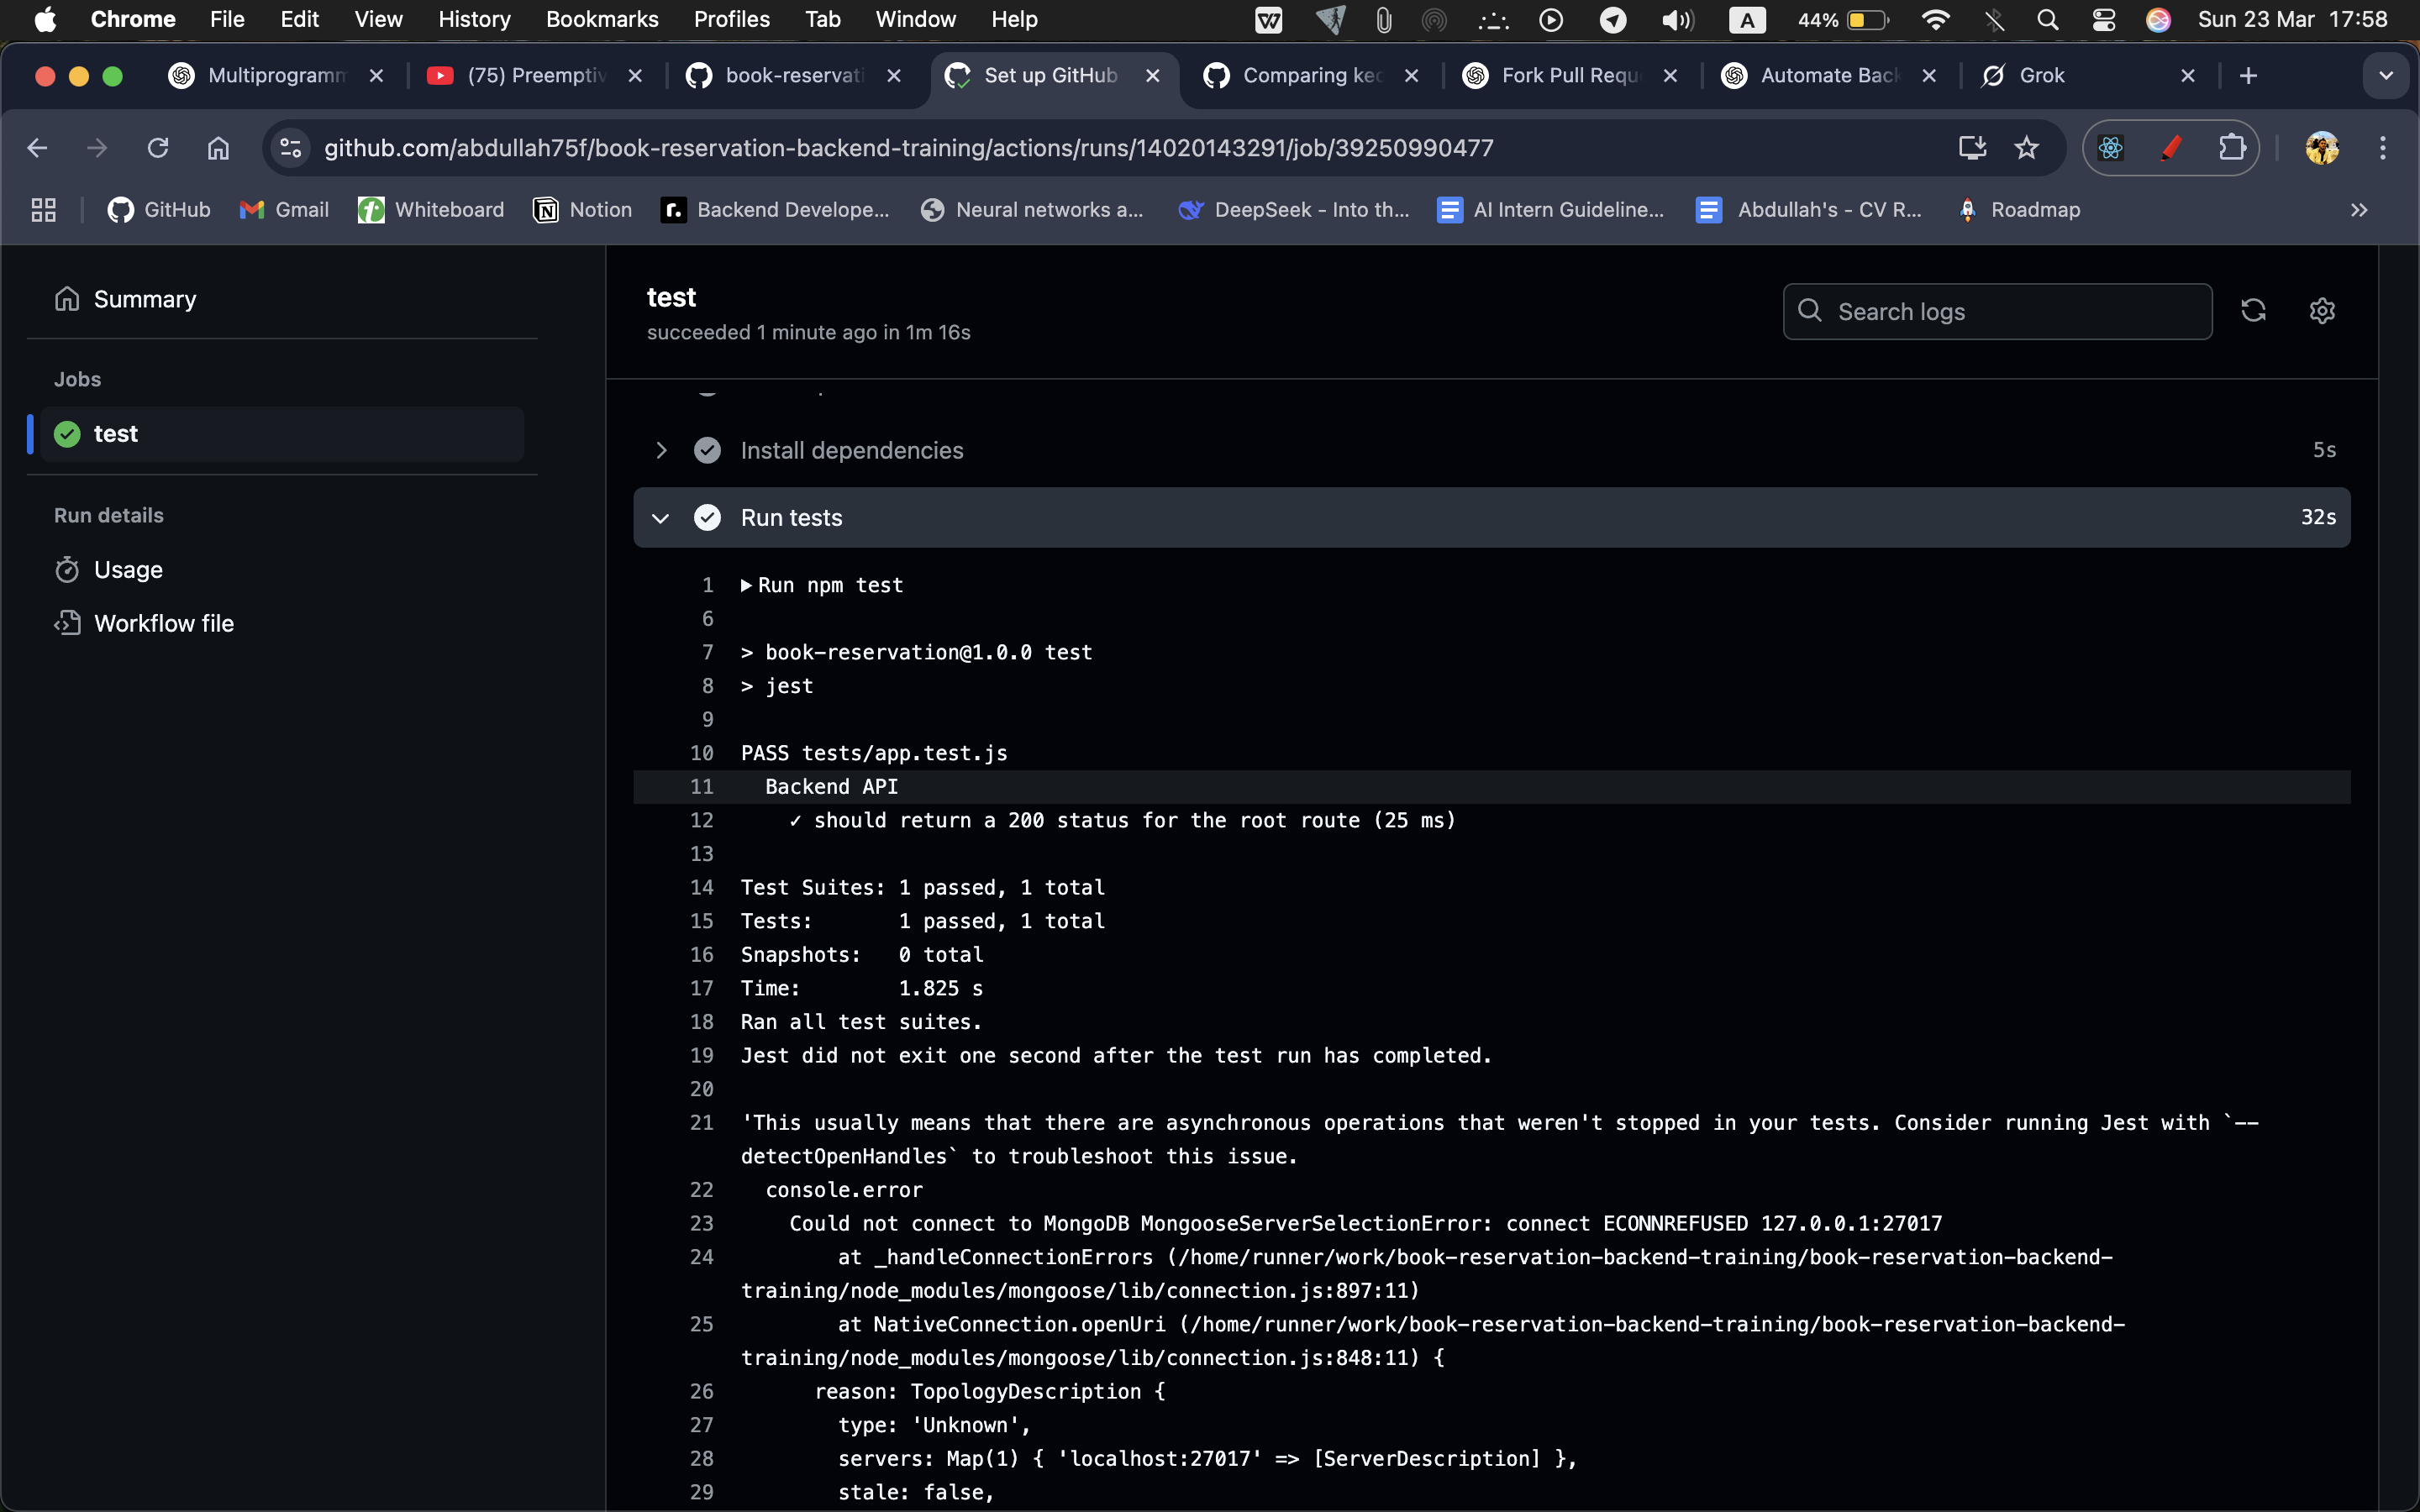 Chrome File Edit View History Bookmarks Profiles Tab Window Help A 44% Sun 23 Mar 17:58
Multiprogramm (75) Preemptiv book-reservati Set up GitHub Comparing ke Fork Pull Requ Automate Back Grok
github.com/abdullah75f/book-reservation-backend-training/actions/runs/14020143291/job/39250990477
GitHub Gmail Whiteboard Notion Backend Develope... Neural networks a... DeepSeek - Into th... AI Intern Guideline... Abdullah's - CV R... Roadmap
Summary
Jobs
test
Run details
Usage
Workflow file
test
succeeded 1 minute ago in 1m 16s
Search logs
Install dependencies 5s
Run tests 32s
1 ▶Run npm test
6
7 > book-reservation@1.0.0 test
8 > jest
9
10 PASS tests/app.test.js
11 Backend API
12 ✓ should return a 200 status for the root route (25 ms)
13
14 Test Suites: 1 passed, 1 total
15 Tests: 1 passed, 1 total
16 Snapshots: 0 total
17 Time: 1.825 s
18 Ran all test suites.
19 Jest did not exit one second after the test run has completed.
20
21 'This usually means that there are asynchronous operations that weren't stopped in your tests. Consider running Jest with `--
detectOpenHandles` to troubleshoot this issue.
22 console.error
23 Could not connect to MongoDB MongooseServerSelectionError: connect ECONNREFUSED 127.0.0.1:27017
24 at _handleConnectionErrors (/home/runner/work/book-reservation-backend-training/book-reservation-backend-
training/node_modules/mongoose/lib/connection.js:897:11)
25 at NativeConnection.openUri (/home/runner/work/book-reservation-backend-training/book-reservation-backend-
training/node_modules/mongoose/lib/connection.js:848:11) {
26 reason: TopologyDescription {
27 type: 'Unknown',
28 servers: Map(1) { 'localhost:27017' => [ServerDescription] },
29 stale: false,